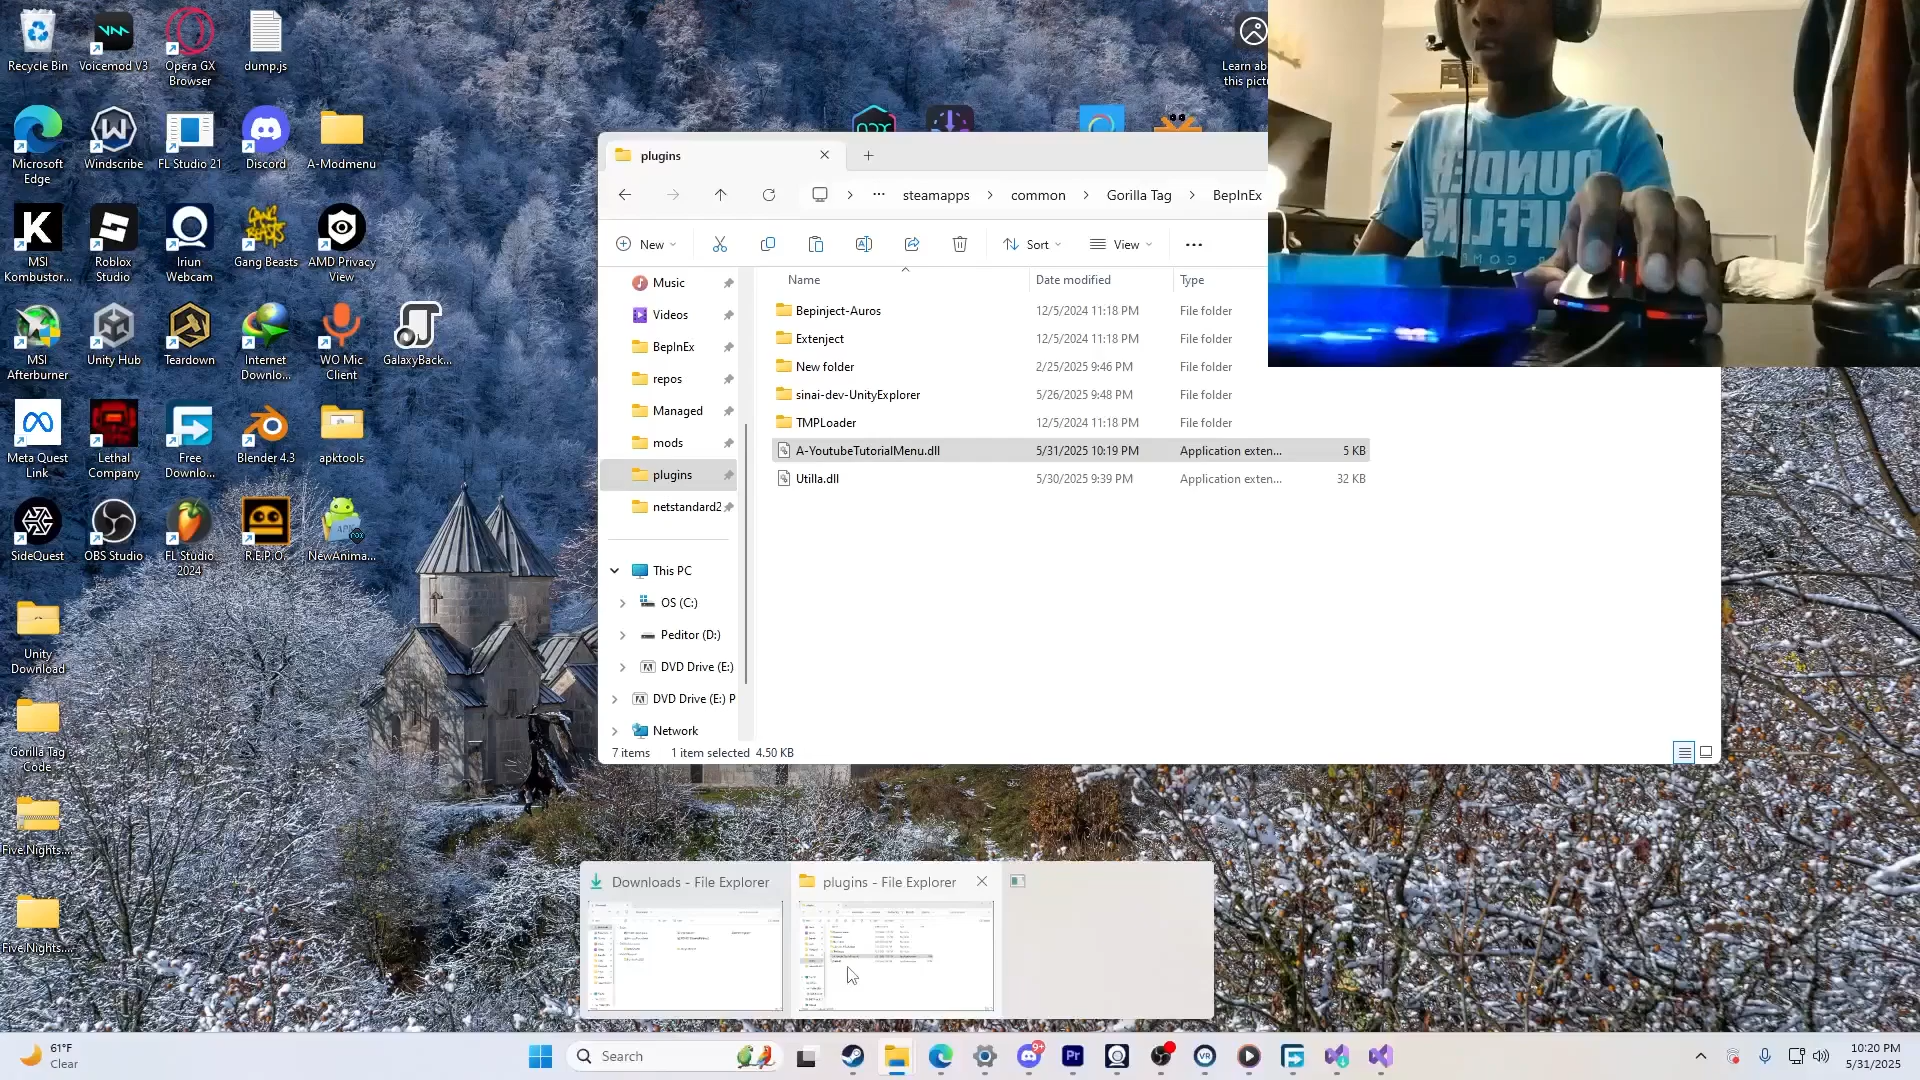 Recycle Bin
Voicemod V3
Opera GX
Browser
dump.js
Microsoft
Edge
Windscribe
FL Studio 21
Discord
A-Modmenu
MSI
Kombustor...
Roblox
Studio
Iriun
Webcam
Gang Beasts
AMD Privacy
View
MSI
Afterburner
Unity Hub
Teardown
Internet
Downlo...
WO Mic
Client
GalaxyBack...
Meta Quest
Link
Lethal
Company
Free
Downlo...
Blender 4.3
apktools
SideQuest
OBS Studio
FL Studio
2024
R.E.P.O.
NewAnima...
Unity
Download
Gorilla Tag
Code
Five.Nights....
Five.Nights....
Learn ab
this pict
plugins
steamapps
common
Gorilla Tag
BepInEx
New
Sort
View
Music
Videos
BepInEx
repos
Managed
mods
plugins
netstandard2
This PC
OS (C:)
Peditor (D:)
DVD Drive (E:)
DVD Drive (E:) P
Network
Name Date modified Type
Bepinject-Auros 12/5/2024 11:18 PM File folder
Extenject 12/5/2024 11:18 PM File folder
New folder 2/25/2025 9:46 PM File folder
sinai-dev-UnityExplorer 5/26/2025 9:48 PM File folder
TMPLoader 12/5/2024 11:18 PM File folder
A-YoutubeTutorialMenu.dll 5/31/2025 10:19 PM Application exten... 5 KB
Utilla.dll 5/30/2025 9:39 PM Application exten... 32 KB
7 items 1 item selected 4.50 KB
DUNDER
MIFFLIN
Downloads - File Explorer
plugins - File Explorer
61°F
Clear
Search
9+
Pr
VR
10:20 PM
5/31/2025